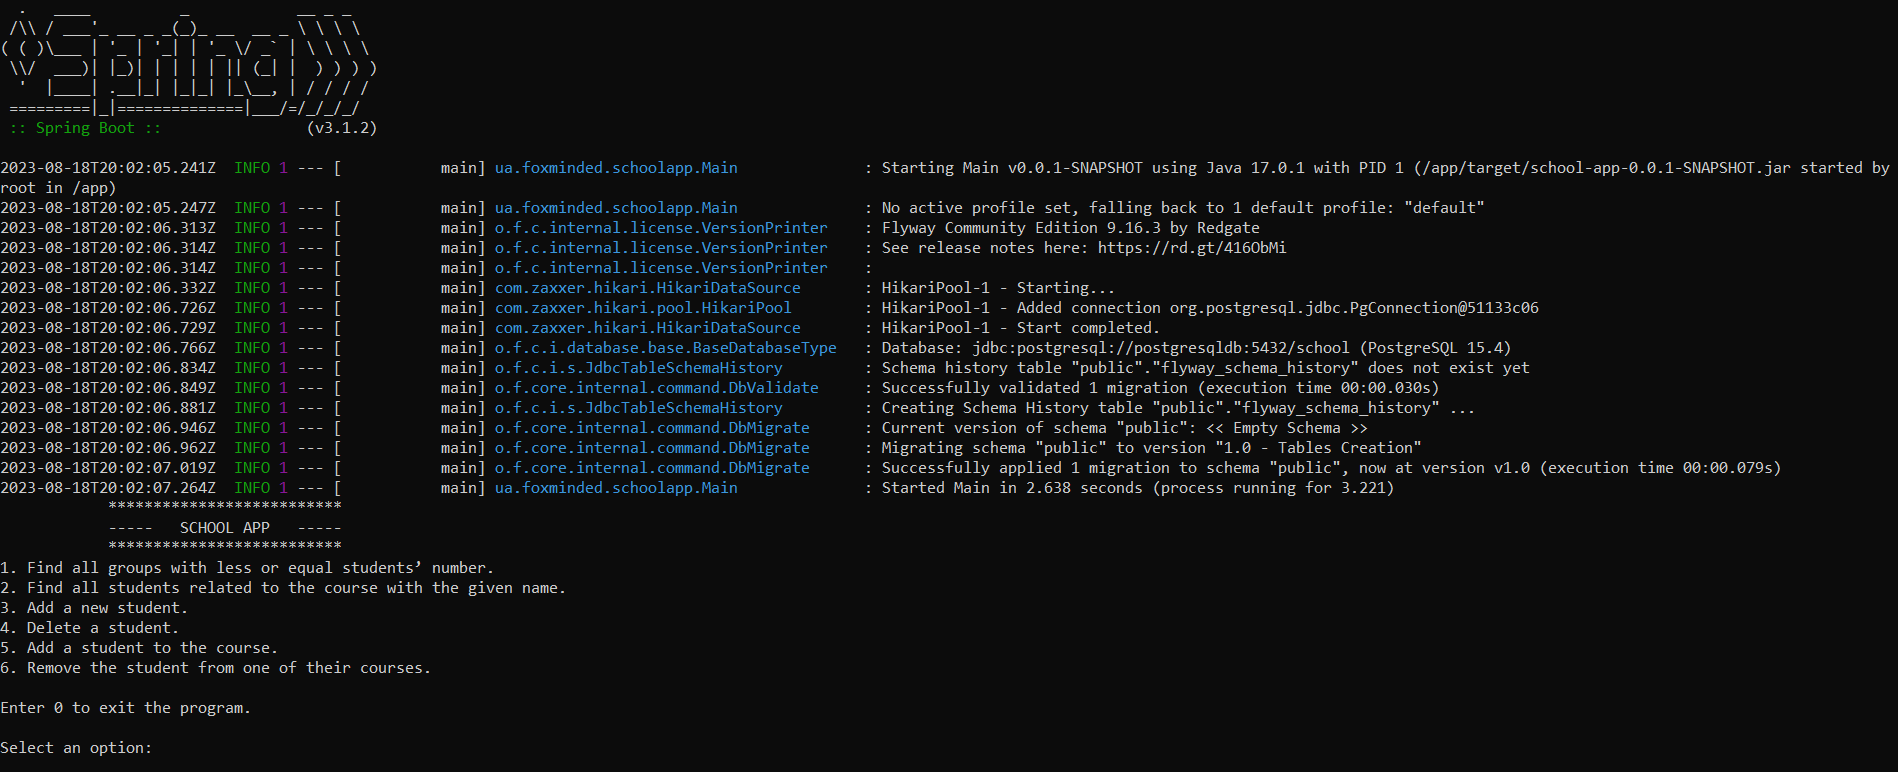 .   ____          _            __ _ _
 /\\ / ___'_ __ _ _(_)_ __  __ _ \ \ \ \
( ( )\___ | '_ | '_| | '_ \/ _` | \ \ \ \
 \\/  ___)| |_)| | | | | || (_| |  ) ) ) )
  '  |____| .__|_| |_|_| |_\__, | / / / /
 =========|_|==============|___/=/_/_/_/
 :: Spring Boot ::                (v3.1.2)
2023-08-18T20:02:05.241Z  INFO 1 --- [           main] ua.foxminded.schoolapp.Main              : Starting Main v0.0.1-SNAPSHOT using Java 17.0.1 with PID 1 (/app/target/school-app-0.0.1-SNAPSHOT.jar started by
root in /app)
2023-08-18T20:02:05.247Z  INFO 1 --- [           main] ua.foxminded.schoolapp.Main              : No active profile set, falling back to 1 default profile: "default"
2023-08-18T20:02:06.313Z  INFO 1 --- [           main] o.f.c.internal.license.VersionPrinter    : Flyway Community Edition 9.16.3 by Redgate
2023-08-18T20:02:06.314Z  INFO 1 --- [           main] o.f.c.internal.license.VersionPrinter    : See release notes here: https://rd.gt/416ObMi
2023-08-18T20:02:06.314Z  INFO 1 --- [           main] o.f.c.internal.license.VersionPrinter    :
2023-08-18T20:02:06.332Z  INFO 1 --- [           main] com.zaxxer.hikari.HikariDataSource       : HikariPool-1 - Starting...
2023-08-18T20:02:06.726Z  INFO 1 --- [           main] com.zaxxer.hikari.pool.HikariPool        : HikariPool-1 - Added connection org.postgresql.jdbc.PgConnection@51133c06
2023-08-18T20:02:06.729Z  INFO 1 --- [           main] com.zaxxer.hikari.HikariDataSource       : HikariPool-1 - Start completed.
2023-08-18T20:02:06.766Z  INFO 1 --- [           main] o.f.c.i.database.base.BaseDatabaseType   : Database: jdbc:postgresql://postgresqldb:5432/school (PostgreSQL 15.4)
2023-08-18T20:02:06.834Z  INFO 1 --- [           main] o.f.c.i.s.JdbcTableSchemaHistory         : Schema history table "public"."flyway_schema_history" does not exist yet
2023-08-18T20:02:06.849Z  INFO 1 --- [           main] o.f.core.internal.command.DbValidate     : Successfully validated 1 migration (execution time 00:00.030s)
2023-08-18T20:02:06.881Z  INFO 1 --- [           main] o.f.c.i.s.JdbcTableSchemaHistory         : Creating Schema History table "public"."flyway_schema_history" ...
2023-08-18T20:02:06.946Z  INFO 1 --- [           main] o.f.core.internal.command.DbMigrate      : Current version of schema "public": << Empty Schema >>
2023-08-18T20:02:06.962Z  INFO 1 --- [           main] o.f.core.internal.command.DbMigrate      : Migrating schema "public" to version "1.0 - Tables Creation"
2023-08-18T20:02:07.019Z  INFO 1 --- [           main] o.f.core.internal.command.DbMigrate      : Successfully applied 1 migration to schema "public", now at version v1.0 (execution time 00:00.079s)
2023-08-18T20:02:07.264Z  INFO 1 --- [           main] ua.foxminded.schoolapp.Main              : Started Main in 2.638 seconds (process running for 3.221)
            **************************
            -----   SCHOOL APP   -----
            **************************
1. Find all groups with less or equal students’ number.
2. Find all students related to the course with the given name.
3. Add a new student.
4. Delete a student.
5. Add a student to the course.
6. Remove the student from one of their courses.
Enter 0 to exit the program.
Select an option: